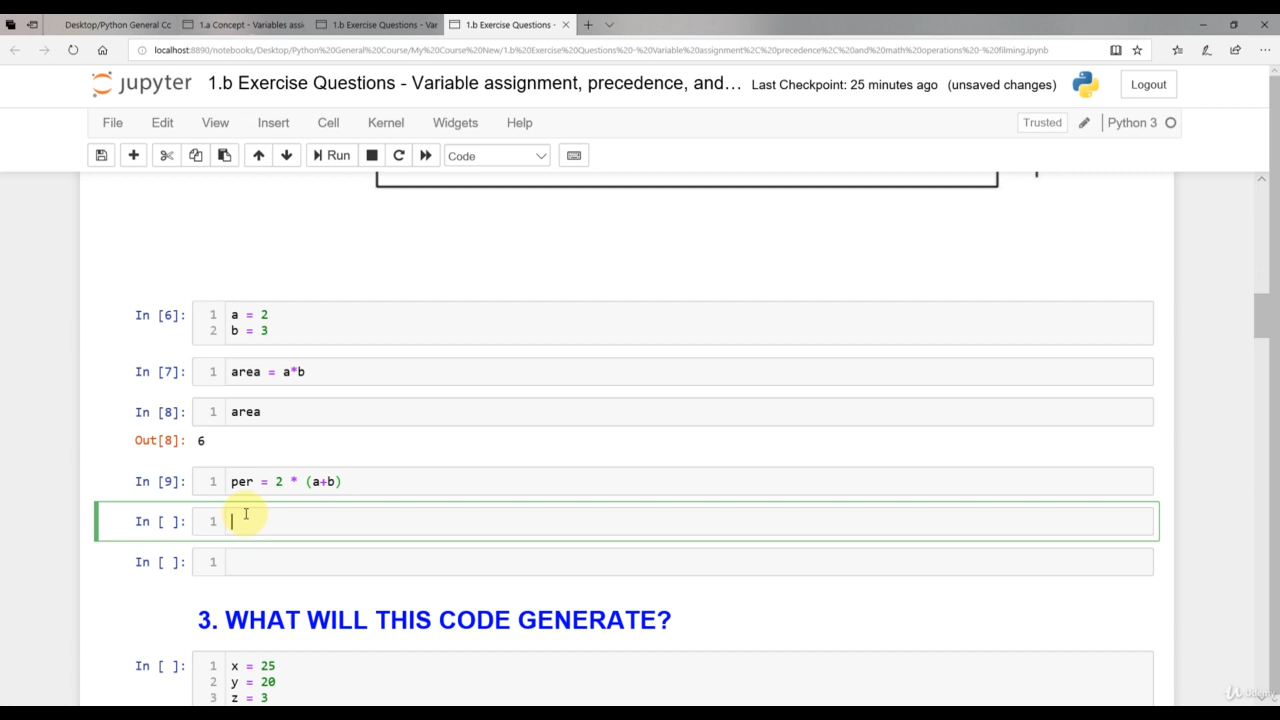 Desktop/Python General Cc
1.a Concept - Variables assi
1.b Exercise Questions - Var
1.b Exercise Questions -
localhost:8890/notebooks/Desktop/Python%20General%20Course/My%20Course%20New/1.b%20Exercise%20Questions%20-%20Variable%20assignment%2C%20precedence%2C%20and%20math%20operations%20-%20filming.ipynb
jupyter 1.b Exercise Questions - Variable assignment, precedence, and... Last Checkpoint: 25 minutes ago (unsaved changes) Logout
File Edit View Insert Cell Kernel Widgets Help Trusted Python 3
Run Code
In [6]: 1 a = 2
2 b = 3
In [7]: 1 area = a*b
In [8]: 1 area
Out[8]: 6
In [9]: 1 per = 2 * (a+b)
In [ ]: 1
In [ ]: 1
3. WHAT WILL THIS CODE GENERATE?
In [ ]: 1 x = 25
2 y = 20
3 z = 3
Udemy